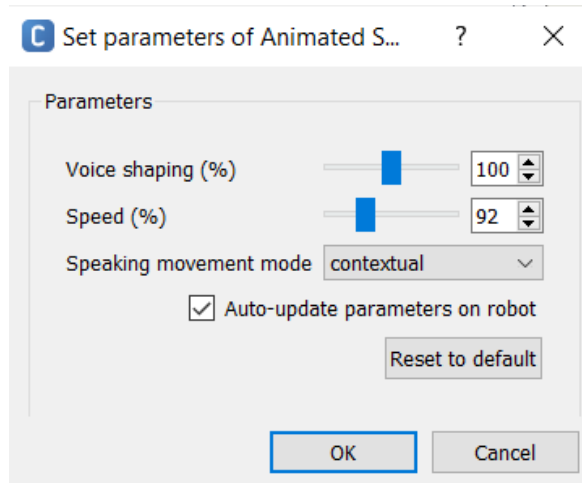 C Set parameters of Animated S... ?
Parameters
Voice shaping (%) 100
Speed (%) 92
Speaking movement mode contextual
Auto-update parameters on robot
Reset to default
OK Cancel